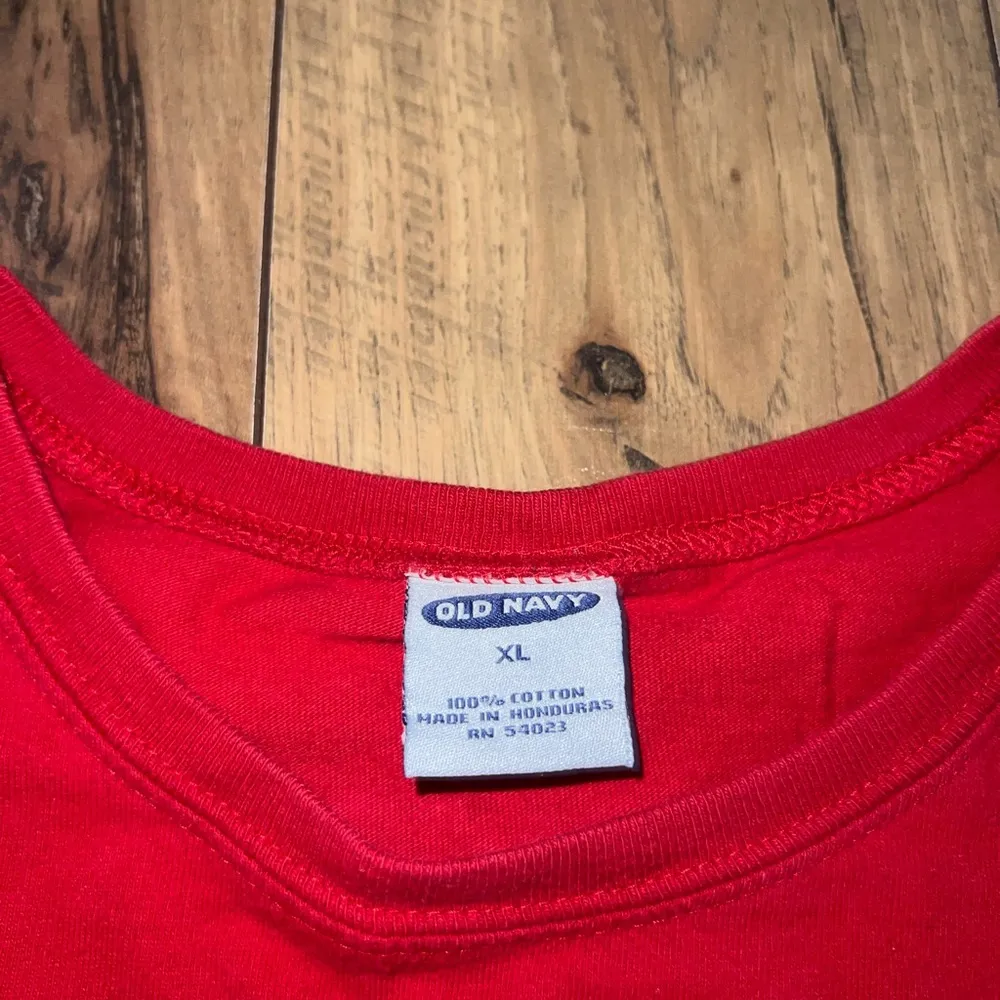 OLD NAVY
XL
100% COTTON
MADE IN HONDURAS
RN 54023